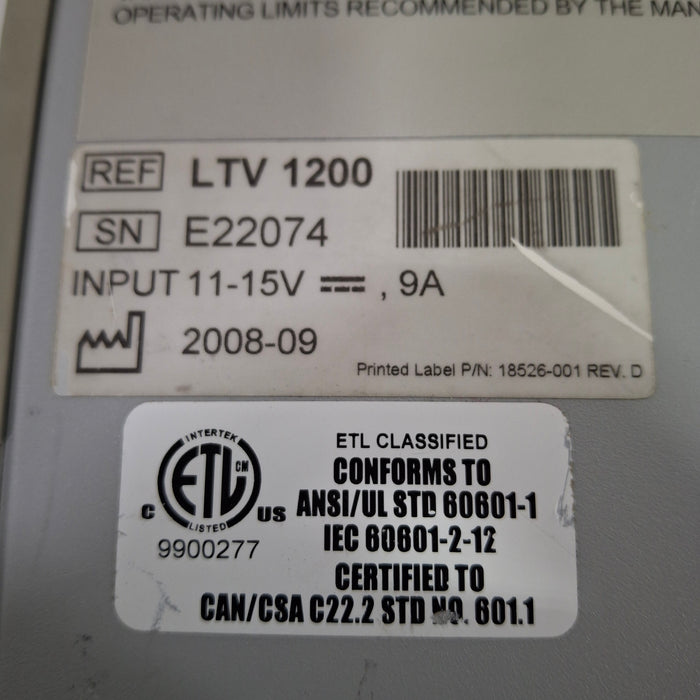 OPERATING LIMITS RECOMMENDED BY THE MAN
REF LTV 1200
SN E22074
INPUT 11-15V , 9A
2008-09
Printed Label P/N: 18526-001 REV. D
INTERTEK
ETL CM
LISTED
C US
9900277
ETL CLASSIFIED
CONFORMS TO
ANSI/UL STD 60601-1
IEC 60601-2-12
CERTIFIED TO
CAN/CSA C22.2 STD NO. 601.1